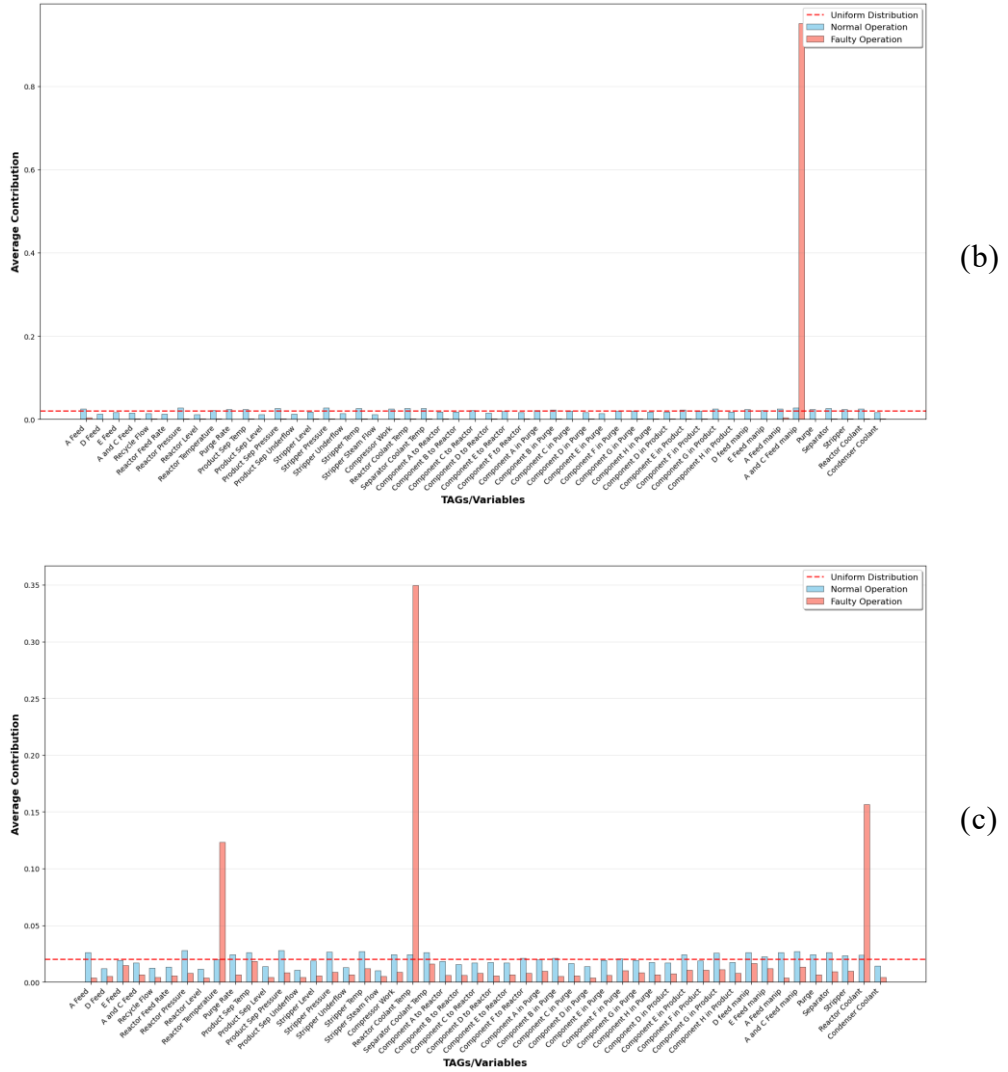 Uniform Distribution
Normal Operation
Faulty Operation
0.8
0.6
0.4
0.2
0.0
Average Contribution
A Feed
D Feed
E Feed
A and C Feed
Recycle Flow
Reactor Feed Rate
Reactor Pressure
Reactor Level
Reactor Temperature
Purge Rate
Product Sep Temp
Product Sep Level
Product Sep Pressure
Product Sep Underflow
Stripper Level
Stripper Pressure
Stripper Underflow
Stripper Temp
Stripper Steam Flow
Compressor Work
Reactor Coolant Temp
Separator Coolant Temp
Component A to Reactor
Component B to Reactor
Component C to Reactor
Component D to Reactor
Component E to Reactor
Component F to Reactor
Component A in Purge
Component B in Purge
Component C in Purge
Component D in Purge
Component E in Purge
Component F in Purge
Component G in Purge
Component H in Purge
Component D in Product
Component E in Product
Component F in Product
Component G in Product
Component H in Product
D feed manip
E Feed manip
A Feed manip
A and C Feed manip
Purge
Separator
stripper
Reactor Coolant
Condenser Coolant
TAGs/Variables
(b)
Uniform Distribution
Normal Operation
Faulty Operation
0.35
0.30
0.25
0.20
0.15
0.10
0.05
0.00
Average Contribution
A Feed
D Feed
E Feed
A and C Feed
Recycle Flow
Reactor Feed Rate
Reactor Pressure
Reactor Level
Reactor Temperature
Purge Rate
Product Sep Temp
Product Sep Level
Product Sep Pressure
Product Sep Underflow
Stripper Level
Stripper Pressure
Stripper Underflow
Stripper Temp
Stripper Steam Flow
Compressor Work
Reactor Coolant Temp
Separator Coolant Temp
Component A to Reactor
Component B to Reactor
Component C to Reactor
Component D to Reactor
Component E to Reactor
Component F to Reactor
Component A in Purge
Component B in Purge
Component C in Purge
Component D in Purge
Component E in Purge
Component F in Purge
Component G in Purge
Component H in Purge
Component D in Product
Component E in Product
Component F in Product
Component G in Product
Component H in Product
D feed manip
E Feed manip
A Feed manip
A and C Feed manip
Purge
Separator
Stripper
Reactor Coolant
Condenser Coolant
TAGs/Variables
(c)